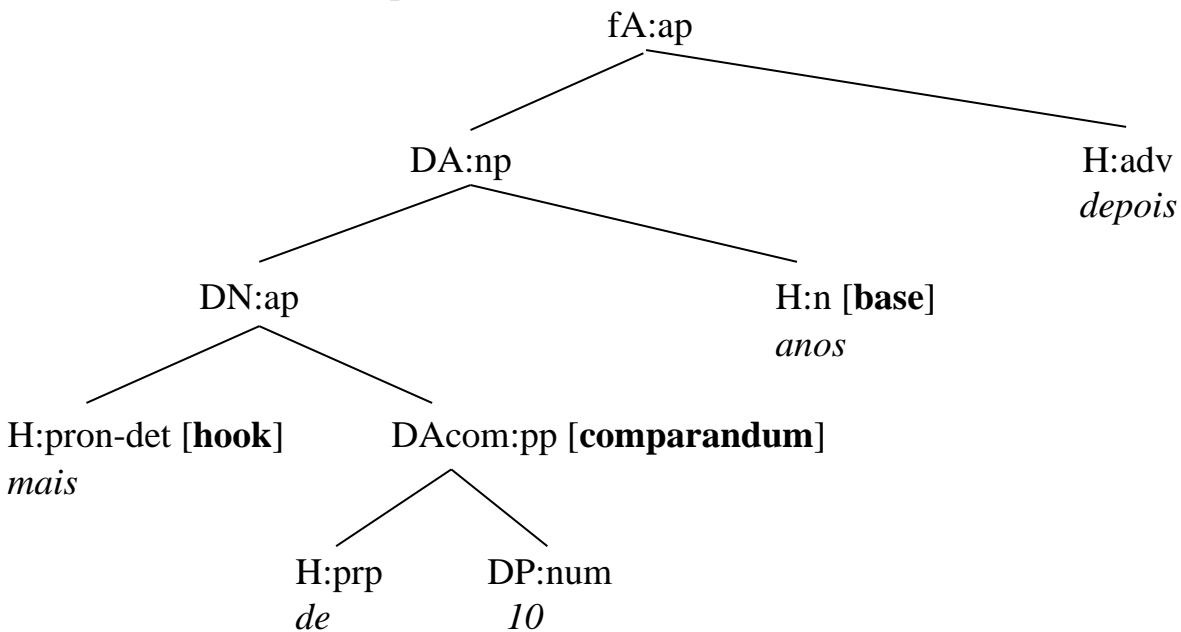 fA:ap
DA:np H:adv
depois
DN:ap H:n [base]
anos
H:pron-det [hook] DAcom:pp [comparandum]
mais
H:prp DP:num
de 10